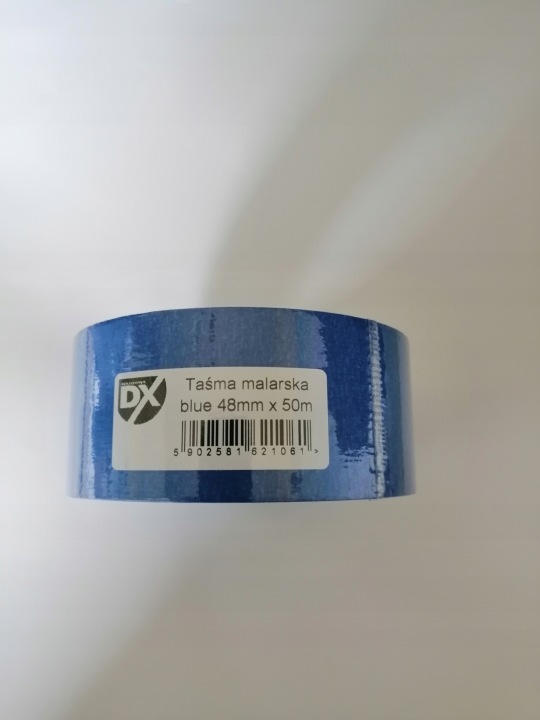 DX
Taśma malarska
blue 48mm x 50m
5 902581 621061 >